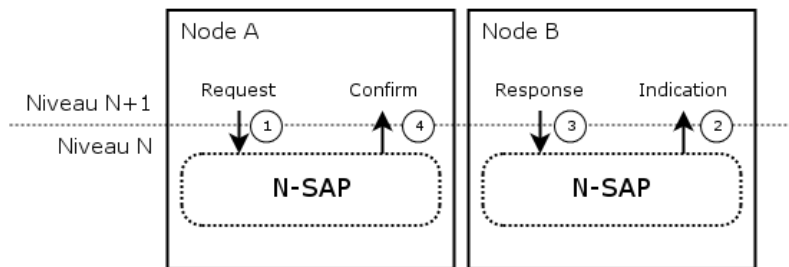 Node A
Node B
Request
Confirm
Response
Indication
Niveau N+1
1
4
3
2
Niveau N
N-SAP
N-SAP